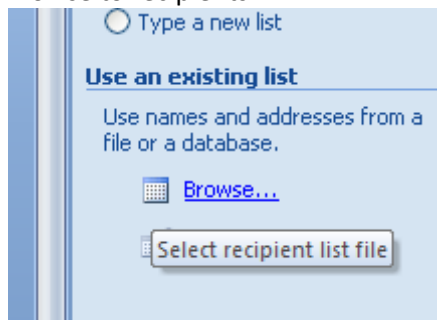 Type a new list
Use an existing list
Use names and addresses from a
file or a database.
Browse...
Select recipient list file